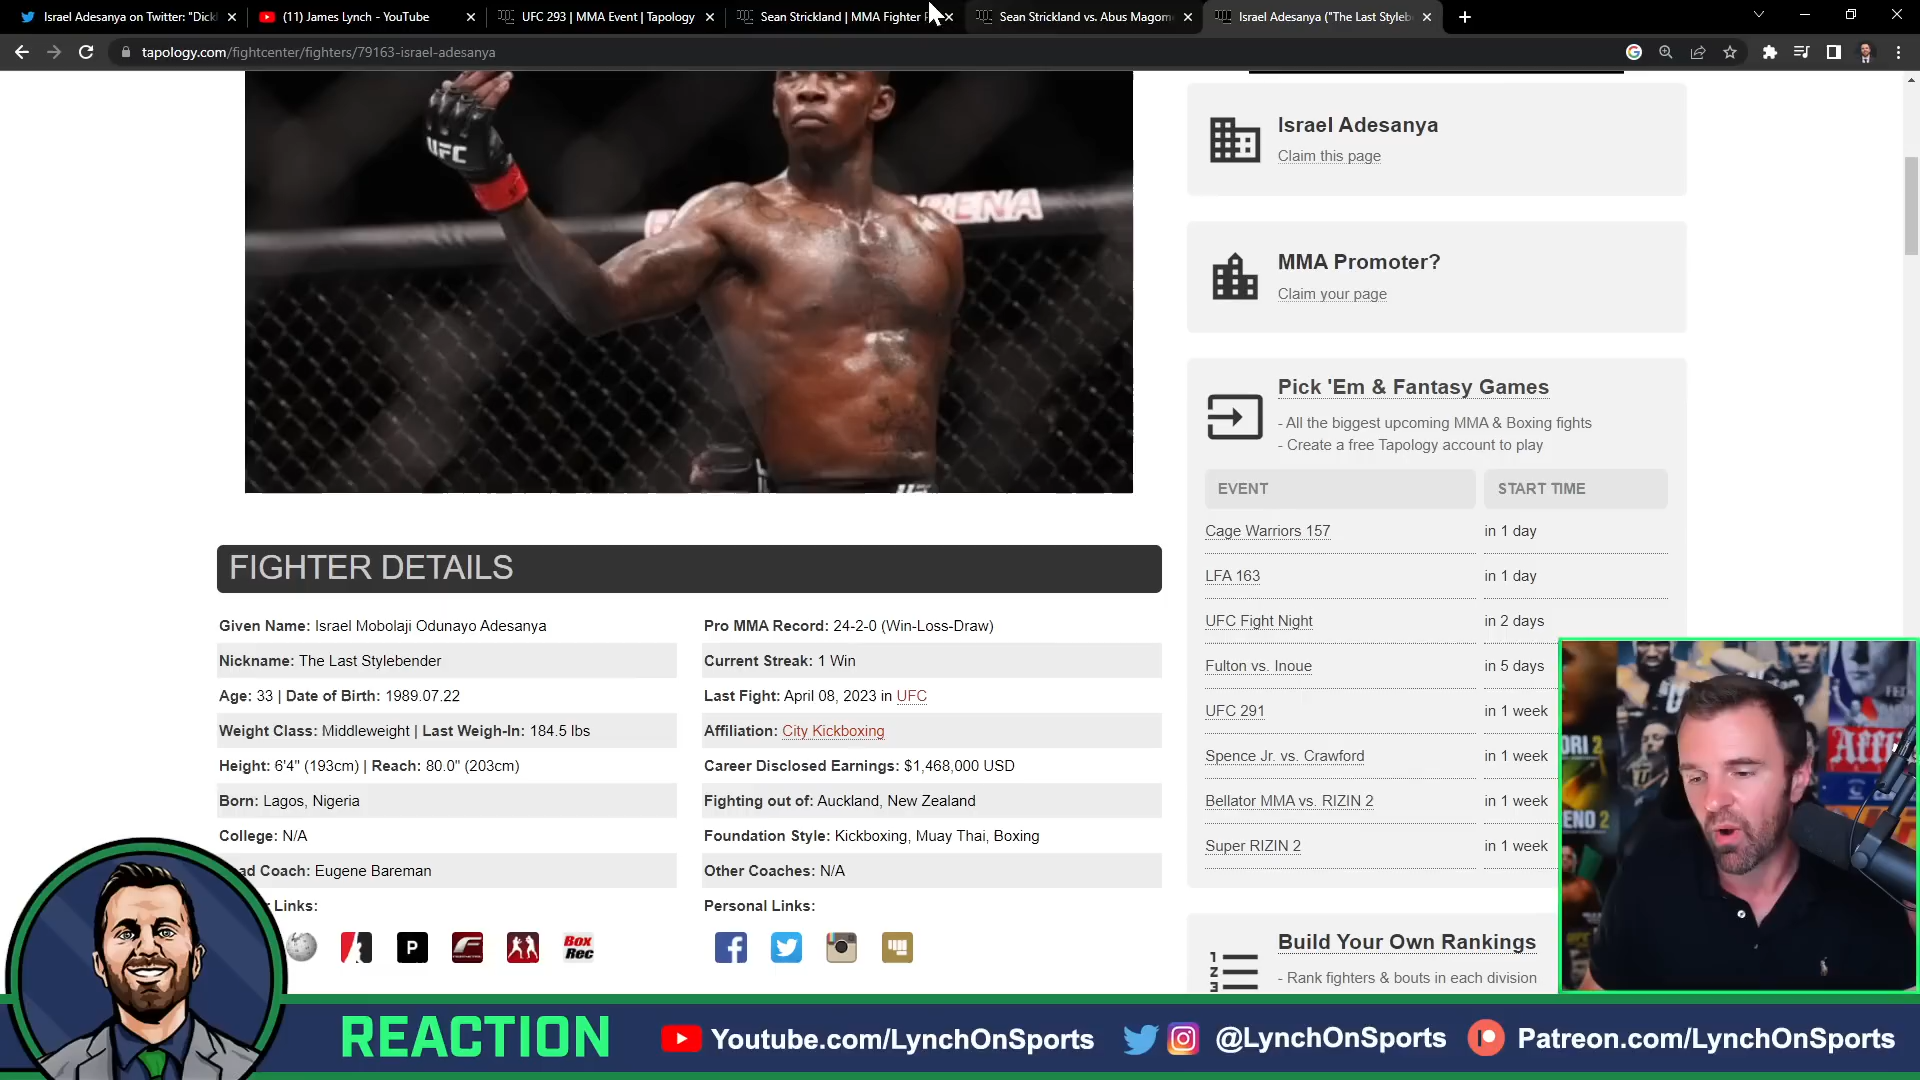 Israel Adesanya on Twitter: "Dickl
(11) James Lynch - YouTube
UFC 293 | MMA Event | Tapology
Sean Strickland | MMA Fighter
Sean Strickland vs. Abus Magom
Israel Adesanya ("The Last Styleb
tapology.com/fightcenter/fighters/79163-israel-adesanya
UFC
ARENA
Israel Adesanya
Claim this page
MMA Promoter?
Claim your page
Pick 'Em & Fantasy Games
- All the biggest upcoming MMA & Boxing fights
- Create a free Tapology account to play
EVENT START TIME
Cage Warriors 157 in 1 day
LFA 163 in 1 day
UFC Fight Night in 2 days
Fulton vs. Inoue in 5 days
UFC 291 in 1 week
Spence Jr. vs. Crawford in 1 week
Bellator MMA vs. RIZIN 2 in 1 week
Super RIZIN 2 in 1 week
Build Your Own Rankings
- Rank fighters & bouts in each division
FIGHTER DETAILS
Given Name: Israel Mobolaji Odunayo Adesanya
Nickname: The Last Stylebender
Age: 33 | Date of Birth: 1989.07.22
Weight Class: Middleweight | Last Weigh-In: 184.5 lbs
Height: 6'4" (193cm) | Reach: 80.0" (203cm)
Born: Lagos, Nigeria
College: N/A
ad Coach: Eugene Bareman
Links:
P
Box
Rec
Pro MMA Record: 24-2-0 (Win-Loss-Draw)
Current Streak: 1 Win
Last Fight: April 08, 2023 in UFC
Affiliation: City Kickboxing
Career Disclosed Earnings: $1,468,000 USD
Fighting out of: Auckland, New Zealand
Foundation Style: Kickboxing, Muay Thai, Boxing
Other Coaches: N/A
Personal Links:
REACTION
Youtube.com/LynchOnSports
@LynchOnSports
Patreon.com/LynchOnSports